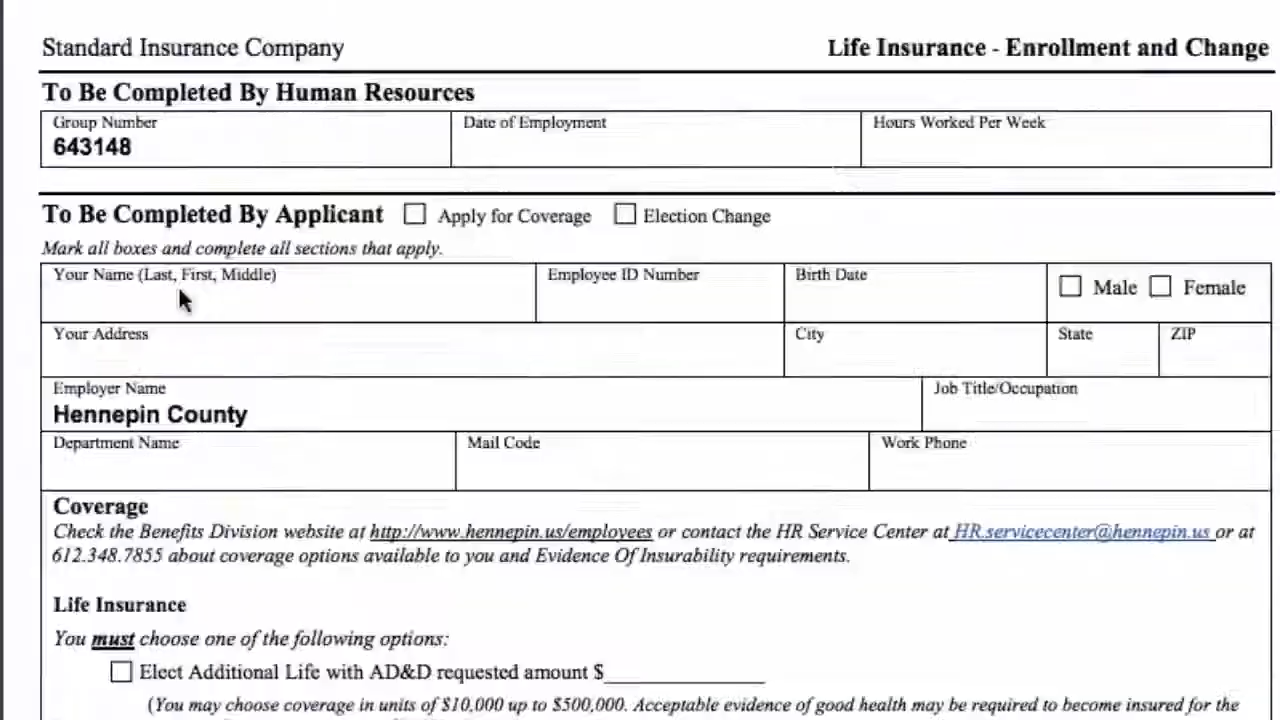 Standard Insurance Company Life Insurance - Enrollment and Change
To Be Completed By Human Resources
Group Number Date of Employment Hours Worked Per Week
643148
To Be Completed By Applicant Apply for Coverage Election Change
Mark all boxes and complete all sections that apply.
Your Name (Last, First, Middle) Employee ID Number Birth Date Male Female
Your Address City State ZIP
Employer Name Job Title/Occupation
Hennepin County
Department Name Mail Code Work Phone
Coverage
Check the Benefits Division website at http://www.hennepin.us/employees or contact the HR Service Center at HR.servicecenter@hennepin.us or at
612.348.7855 about coverage options available to you and Evidence Of Insurability requirements.
Life Insurance
You must choose one of the following options:
Elect Additional Life with AD&D requested amount $
(You may choose coverage in units of $10,000 up to $500,000. Acceptable evidence of good health may be required to become insured for the